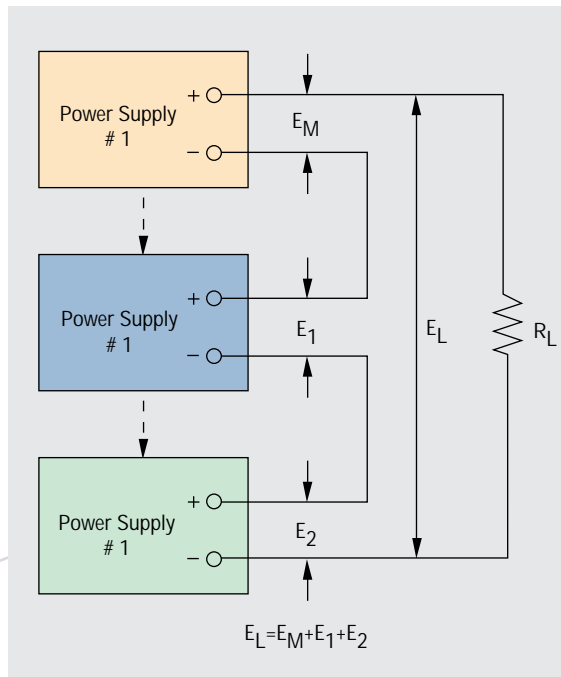 Power Supply
# 1
+
−
E_M
Power Supply
# 1
+
−
E_1
E_L
R_L
Power Supply
# 1
+
−
E_2
E_L=E_M+E_1+E_2